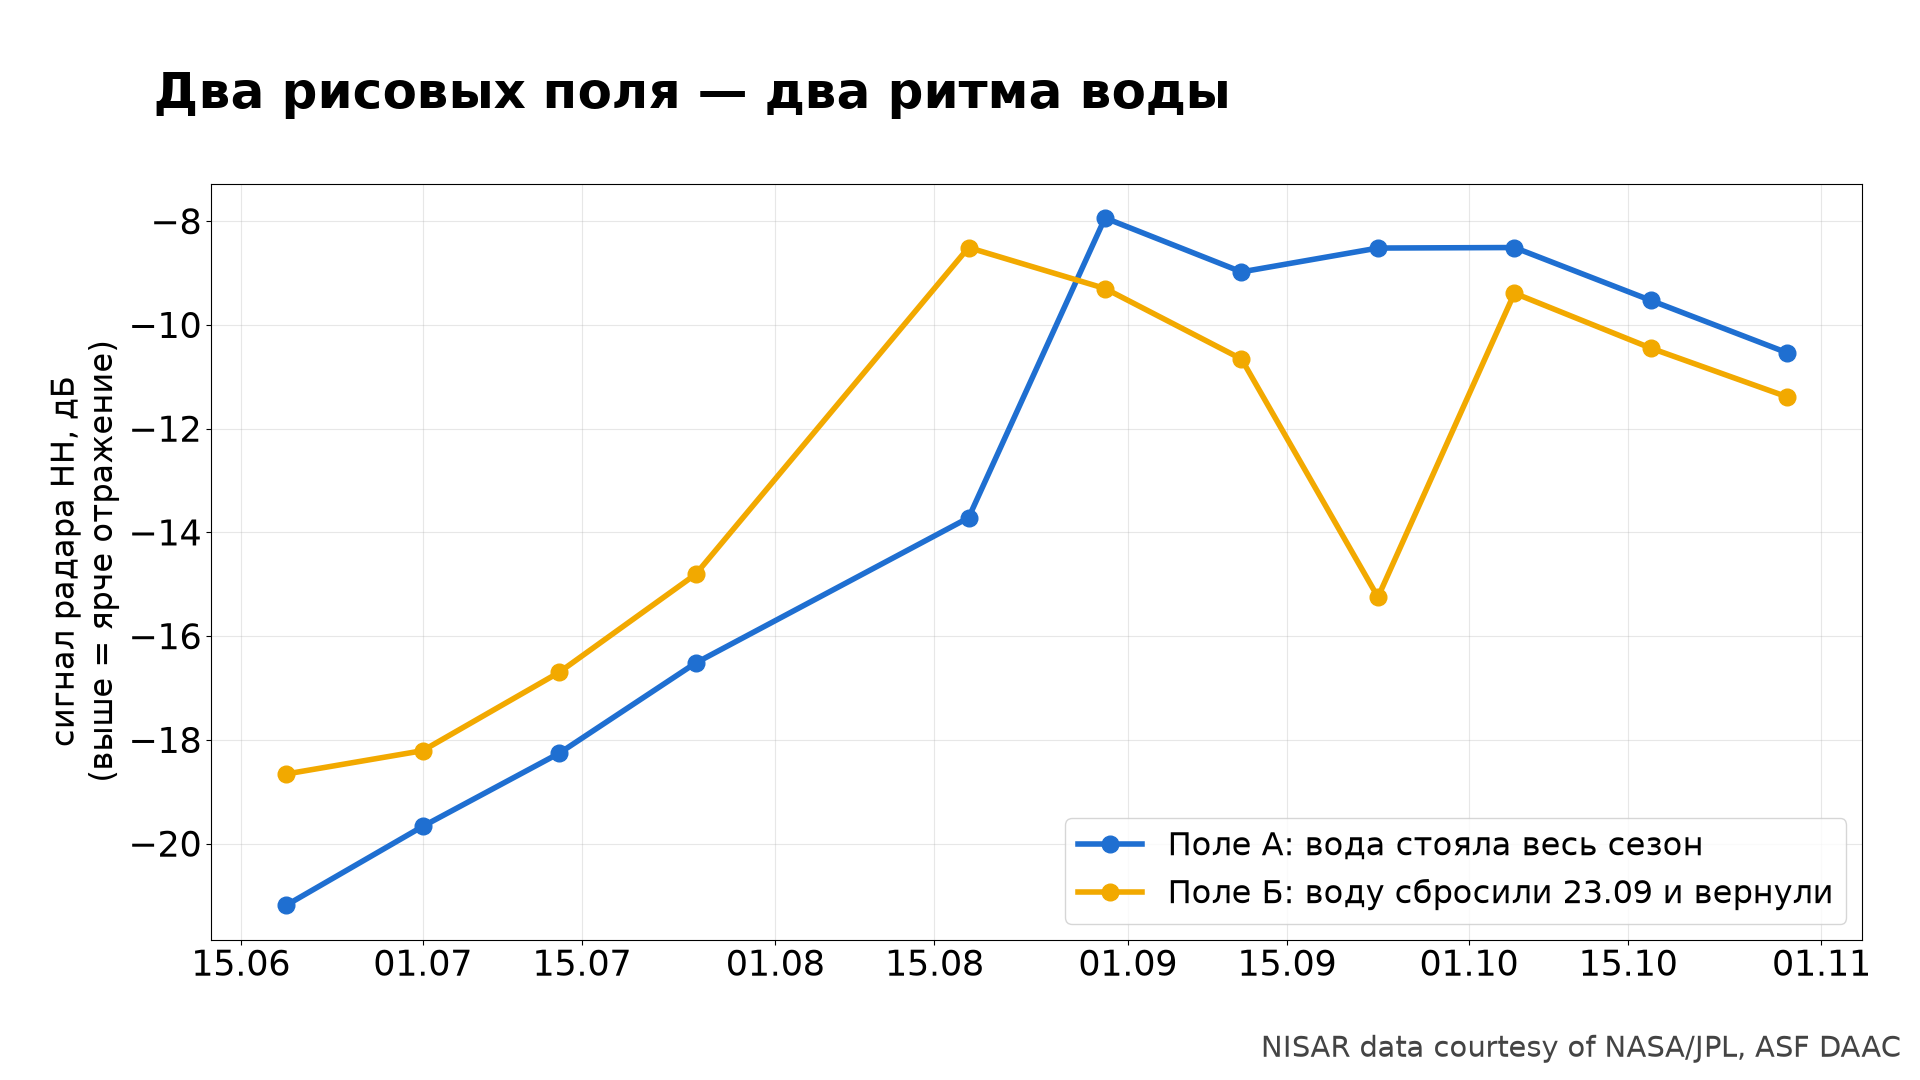 Два рисовых поля — два ритма воды
сигнал радара HH, дБ
(выше = ярче отражение)
−8
−10
−12
−14
−16
−18
−20
Поле А: вода стояла весь сезон
Поле Б: воду сбросили 23.09 и вернули
15.06 01.07 15.07 01.08 15.08 01.09 15.09 01.10 15.10 01.11
NISAR data courtesy of NASA/JPL, ASF DAAC